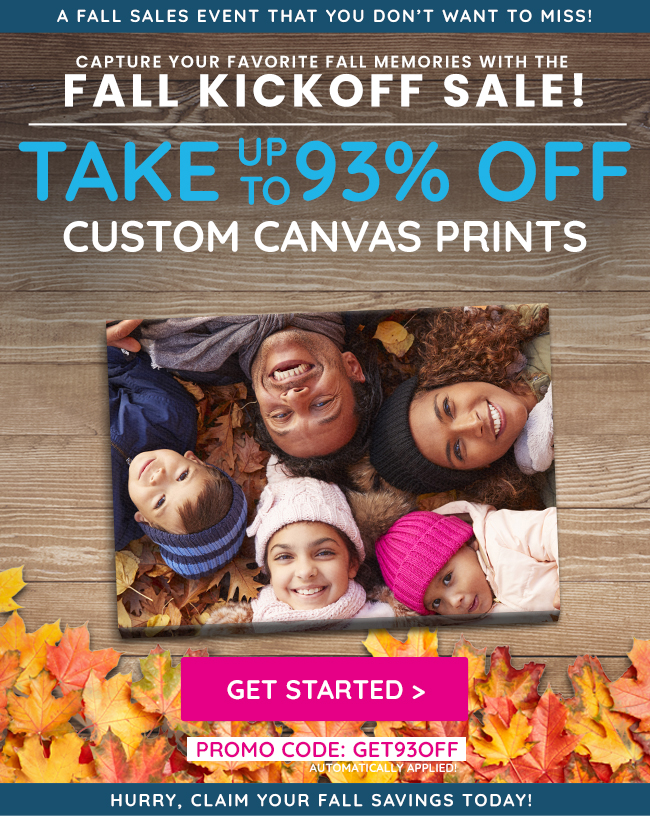 A FALL SALES EVENT THAT YOU DON'T WANT TO MISS!
CAPTURE YOUR FAVORITE FALL MEMORIES WITH THE
FALL KICKOFF SALE!
TAKE UP TO 93% OFF
CUSTOM CANVAS PRINTS
GET STARTED >
PROMO CODE: GET93OFF
AUTOMATICALLY APPLIED!
HURRY, CLAIM YOUR FALL SAVINGS TODAY!